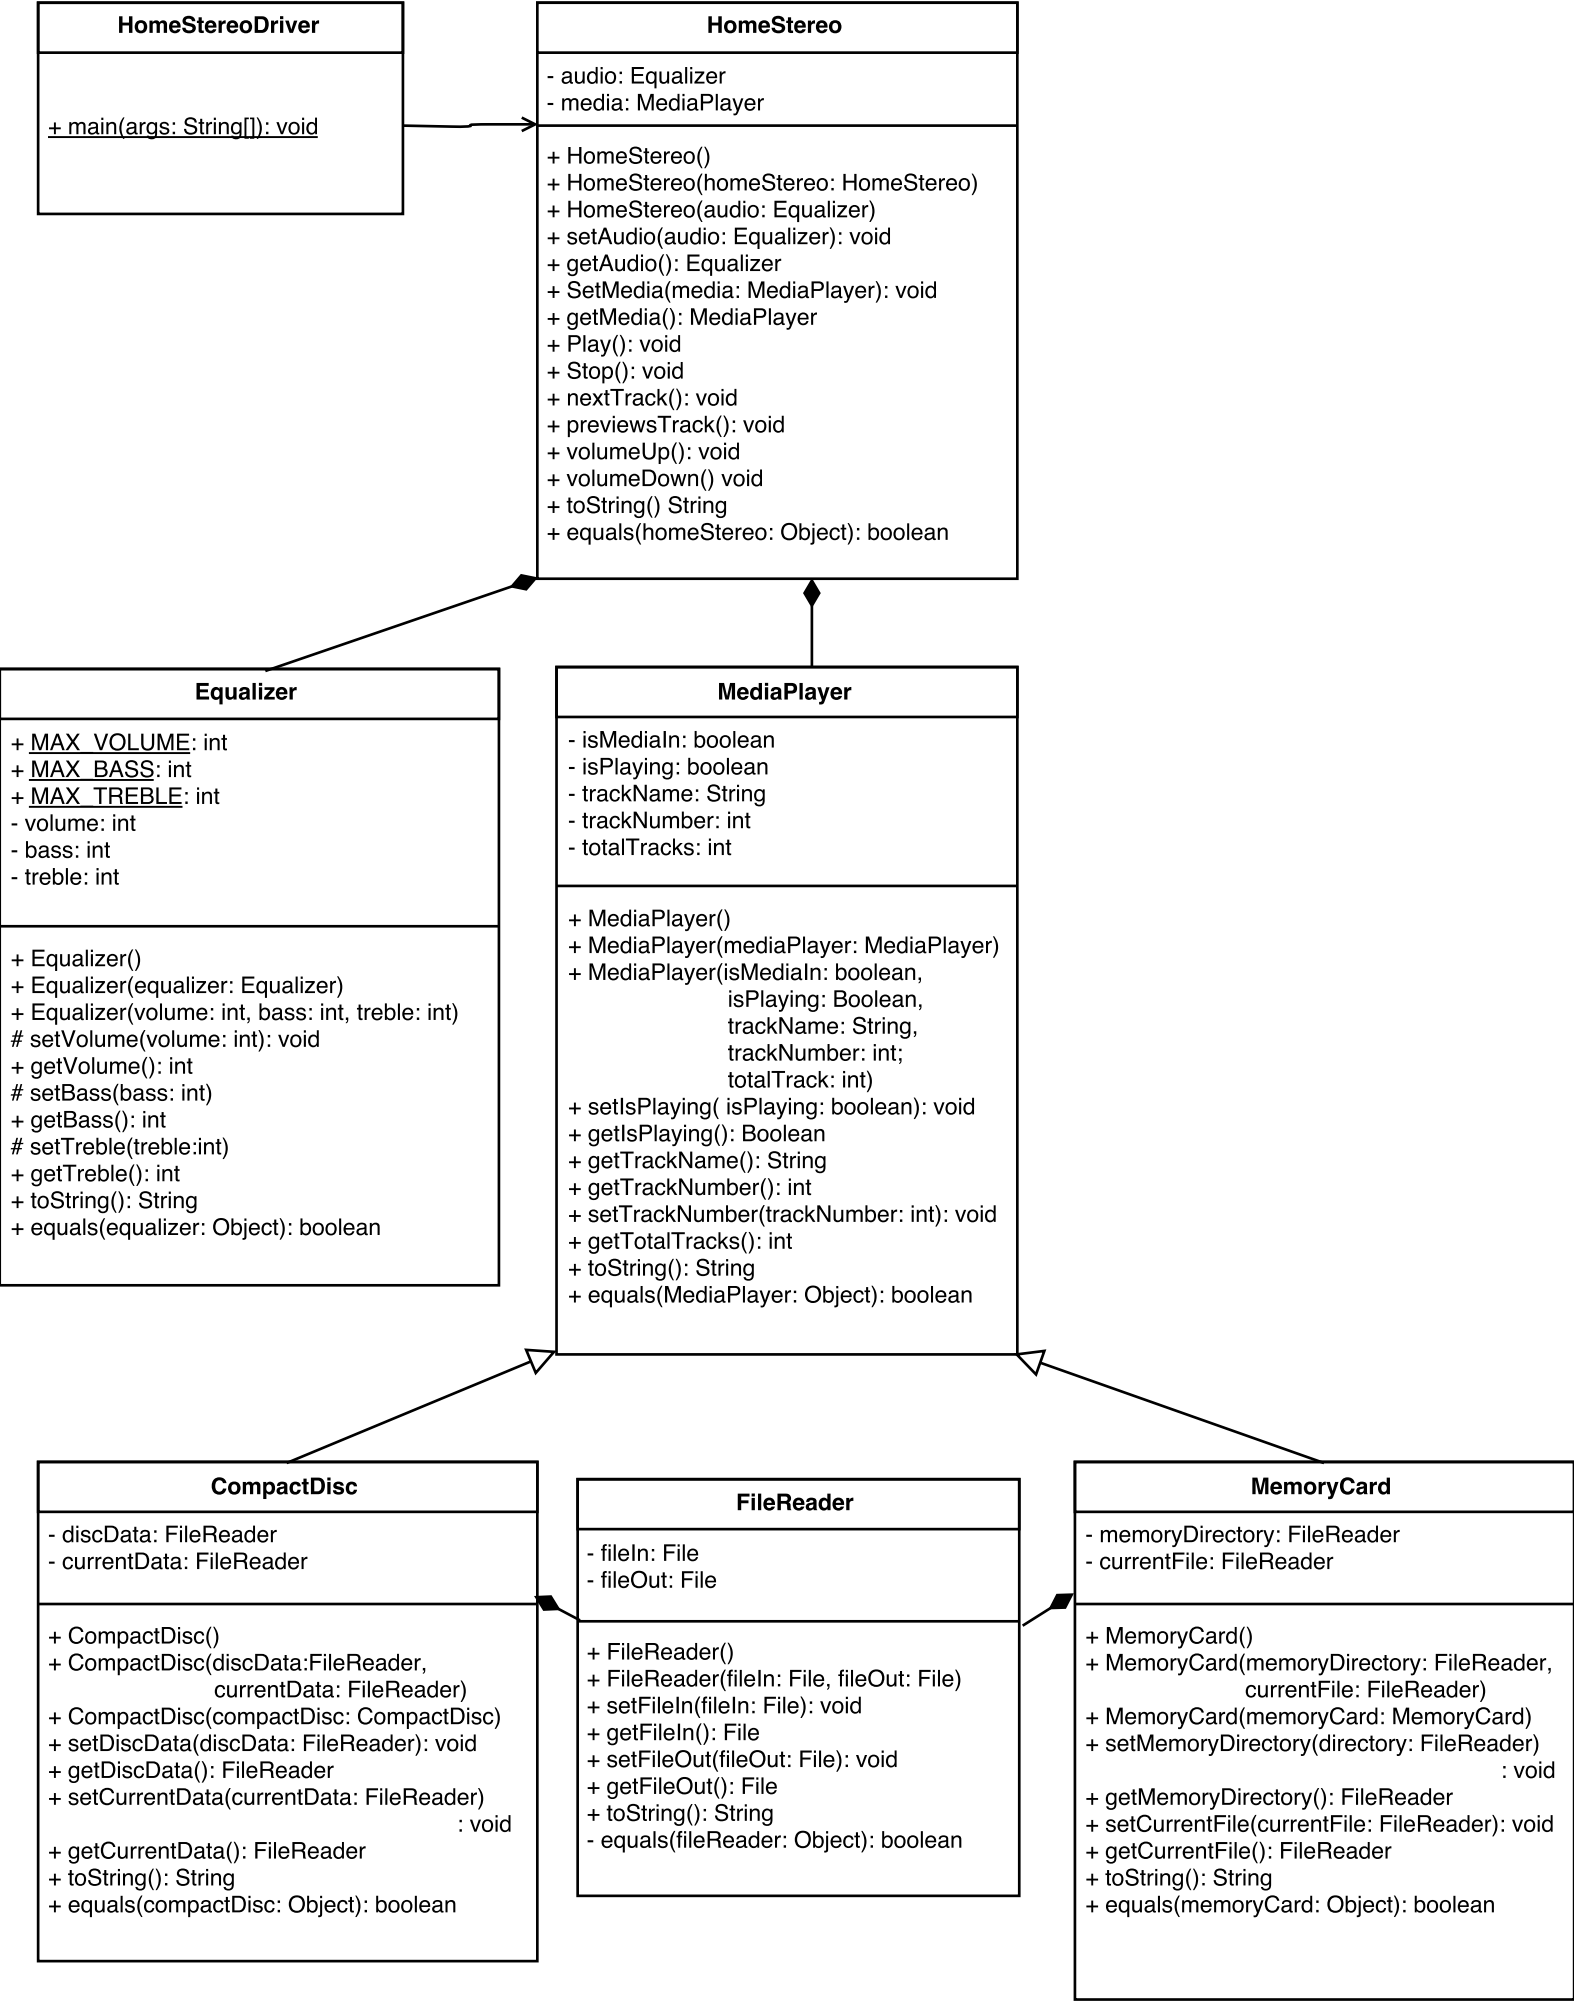 HomeStereoDriver
+ main(args: String[]): void
HomeStereo
- audio: Equalizer
- media: MediaPlayer
+ HomeStereo()
+ HomeStereo(homeStereo: HomeStereo)
+ HomeStereo(audio: Equalizer)
+ setAudio(audio: Equalizer): void
+ getAudio(): Equalizer
+ SetMedia(media: MediaPlayer): void
+ getMedia(): MediaPlayer
+ Play(): void
+ Stop(): void
+ nextTrack(): void
+ previewsTrack(): void
+ volumeUp(): void
+ volumeDown() void
+ toString() String
+ equals(homeStereo: Object): boolean
Equalizer
+ MAX_VOLUME: int
+ MAX_BASS: int
+ MAX_TREBLE: int
- volume: int
- bass: int
- treble: int
+ Equalizer()
+ Equalizer(equalizer: Equalizer)
+ Equalizer(volume: int, bass: int, treble: int)
# setVolume(volume: int): void
+ getVolume(): int
# setBass(bass: int)
+ getBass(): int
# setTreble(treble:int)
+ getTreble(): int
+ toString(): String
+ equals(equalizer: Object): boolean
MediaPlayer
- isMediaIn: boolean
- isPlaying: boolean
- trackName: String
- trackNumber: int
- totalTracks: int
+ MediaPlayer()
+ MediaPlayer(mediaPlayer: MediaPlayer)
+ MediaPlayer(isMediaIn: boolean,
isPlaying: Boolean,
trackName: String,
trackNumber: int;
totalTrack: int)
+ setIsPlaying( isPlaying: boolean): void
+ getIsPlaying(): Boolean
+ getTrackName(): String
+ getTrackNumber(): int
+ setTrackNumber(trackNumber: int): void
+ getTotalTracks(): int
+ toString(): String
+ equals(MediaPlayer: Object): boolean
CompactDisc
- discData: FileReader
- currentData: FileReader
+ CompactDisc()
+ CompactDisc(discData:FileReader,
currentData: FileReader)
+ CompactDisc(compactDisc: CompactDisc)
+ setDiscData(discData: FileReader): void
+ getDiscData(): FileReader
+ setCurrentData(currentData: FileReader)
: void
+ getCurrentData(): FileReader
+ toString(): String
+ equals(compactDisc: Object): boolean
FileReader
- fileIn: File
- fileOut: File
+ FileReader()
+ FileReader(fileIn: File, fileOut: File)
+ setFileIn(fileIn: File): void
+ getFileIn(): File
+ setFileOut(fileOut: File): void
+ getFileOut(): File
+ toString(): String
- equals(fileReader: Object): boolean
MemoryCard
- memoryDirectory: FileReader
- currentFile: FileReader
+ MemoryCard()
+ MemoryCard(memoryDirectory: FileReader,
currentFile: FileReader)
+ MemoryCard(memoryCard: MemoryCard)
+ setMemoryDirectory(directory: FileReader)
: void
+ getMemoryDirectory(): FileReader
+ setCurrentFile(currentFile: FileReader): void
+ getCurrentFile(): FileReader
+ toString(): String
+ equals(memoryCard: Object): boolean